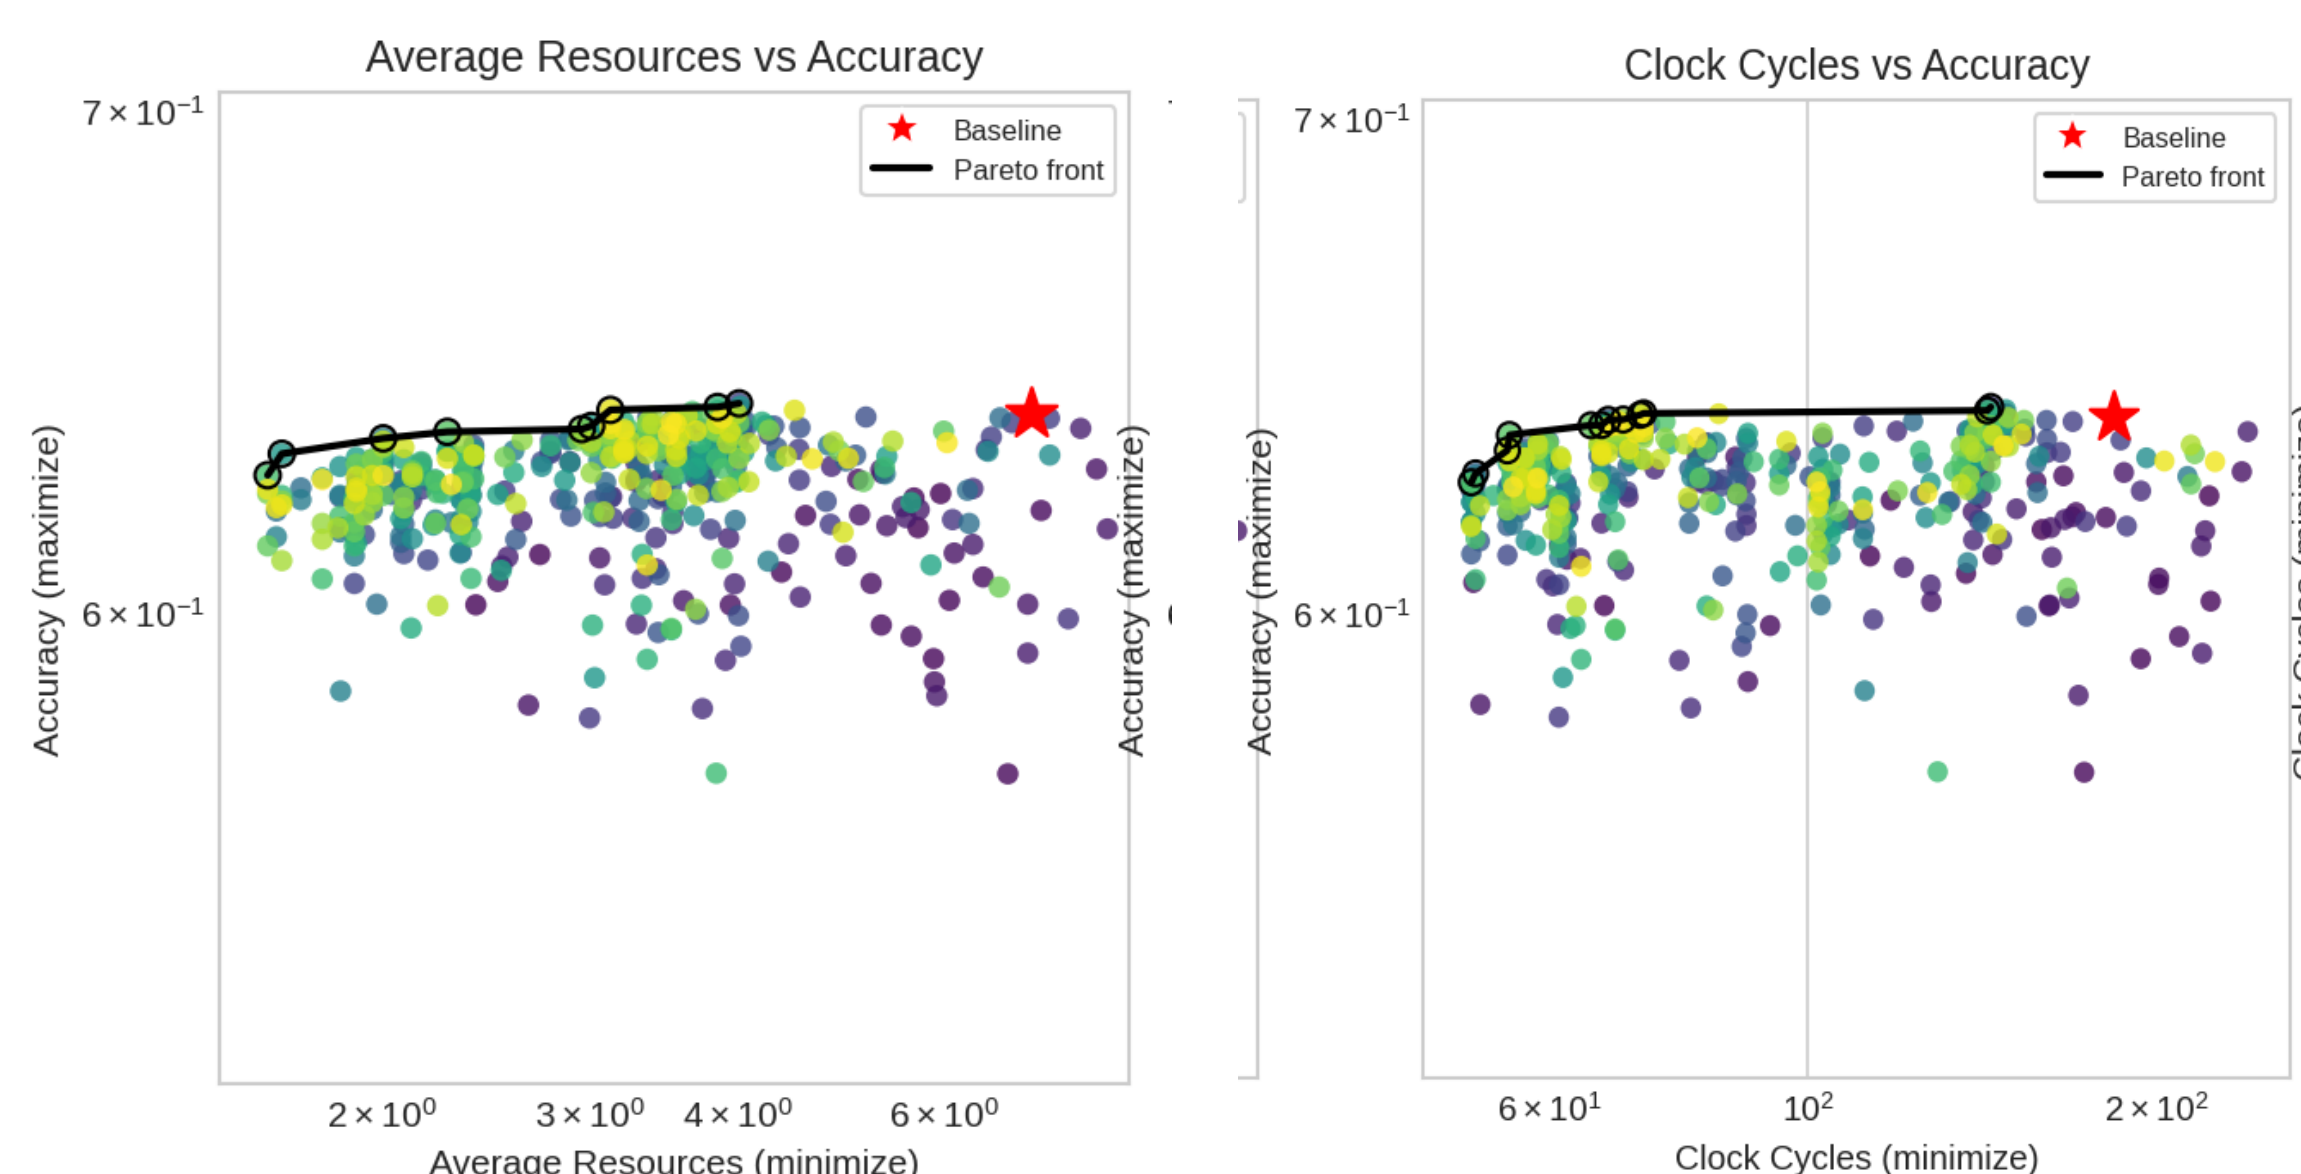 Average Resources vs Accuracy
7 × 10⁻¹
Baseline
Pareto front
Accuracy (maximize)
6 × 10⁻¹
2 × 10⁰
3 × 10⁰
4 × 10⁰
6 × 10⁰
Average Resources (minimize)
Accuracy (maximize)
Clock Cycles vs Accuracy
7 × 10⁻¹
Baseline
Pareto front
Accuracy (maximize)
6 × 10⁻¹
6 × 10¹
10²
2 × 10²
Clock Cycles (minimize)